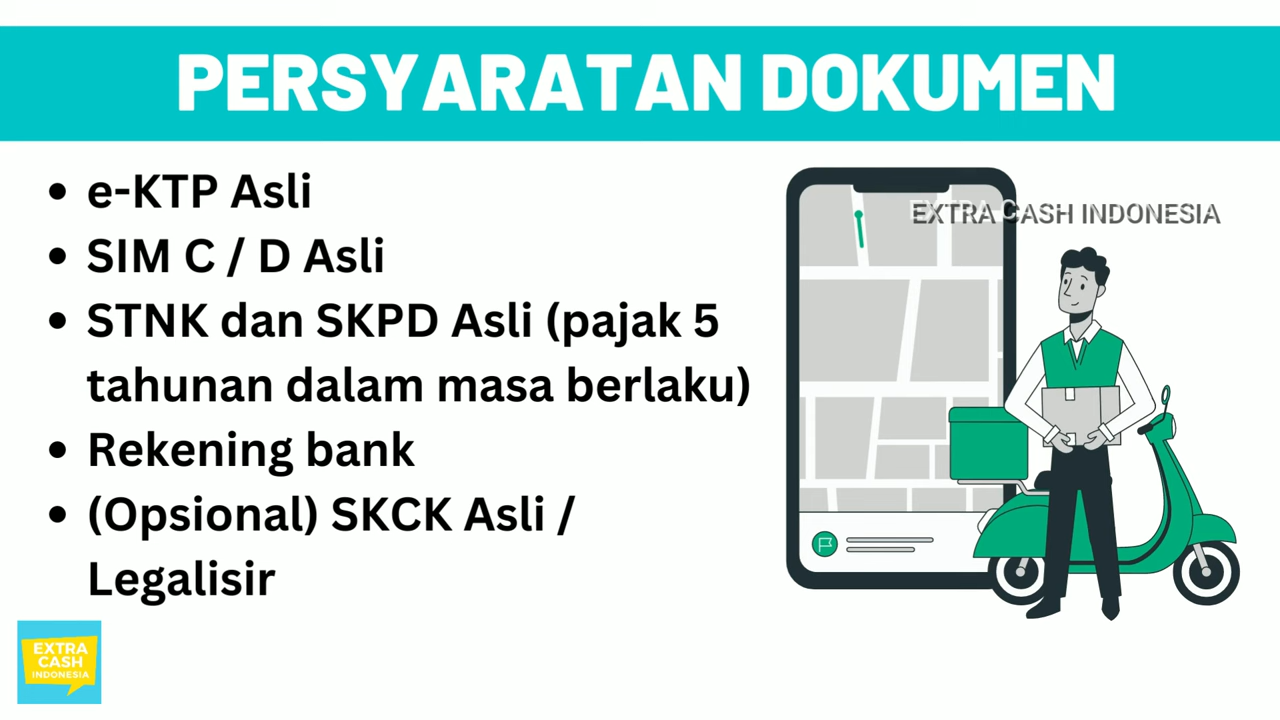 PERSYARATAN DOKUMEN
• e-KTP Asli
• SIM C / D Asli
• STNK dan SKPD Asli (pajak 5
tahunan dalam masa berlaku)
• Rekening bank
• (Opsional) SKCK Asli /
Legalisir
EXTRA CASH INDONESIA
EXTRA
CASH
INDONESIA